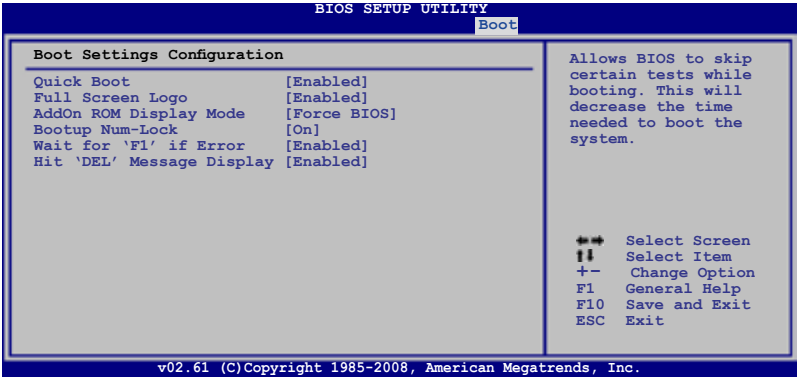 BIOS SETUP UTILITY
Boot
Boot Settings Configuration
Quick Boot [Enabled]
Full Screen Logo [Enabled]
AddOn ROM Display Mode [Force BIOS]
Bootup Num-Lock [On]
Wait for ‘F1’ if Error [Enabled]
Hit ‘DEL’ Message Display [Enabled]
Allows BIOS to skip
certain tests while
booting. This will
decrease the time
needed to boot the
system.
←→ Select Screen
↑↓ Select Item
+- Change Option
F1 General Help
F10 Save and Exit
ESC Exit
v02.61 (C)Copyright 1985-2008, American Megatrends, Inc.